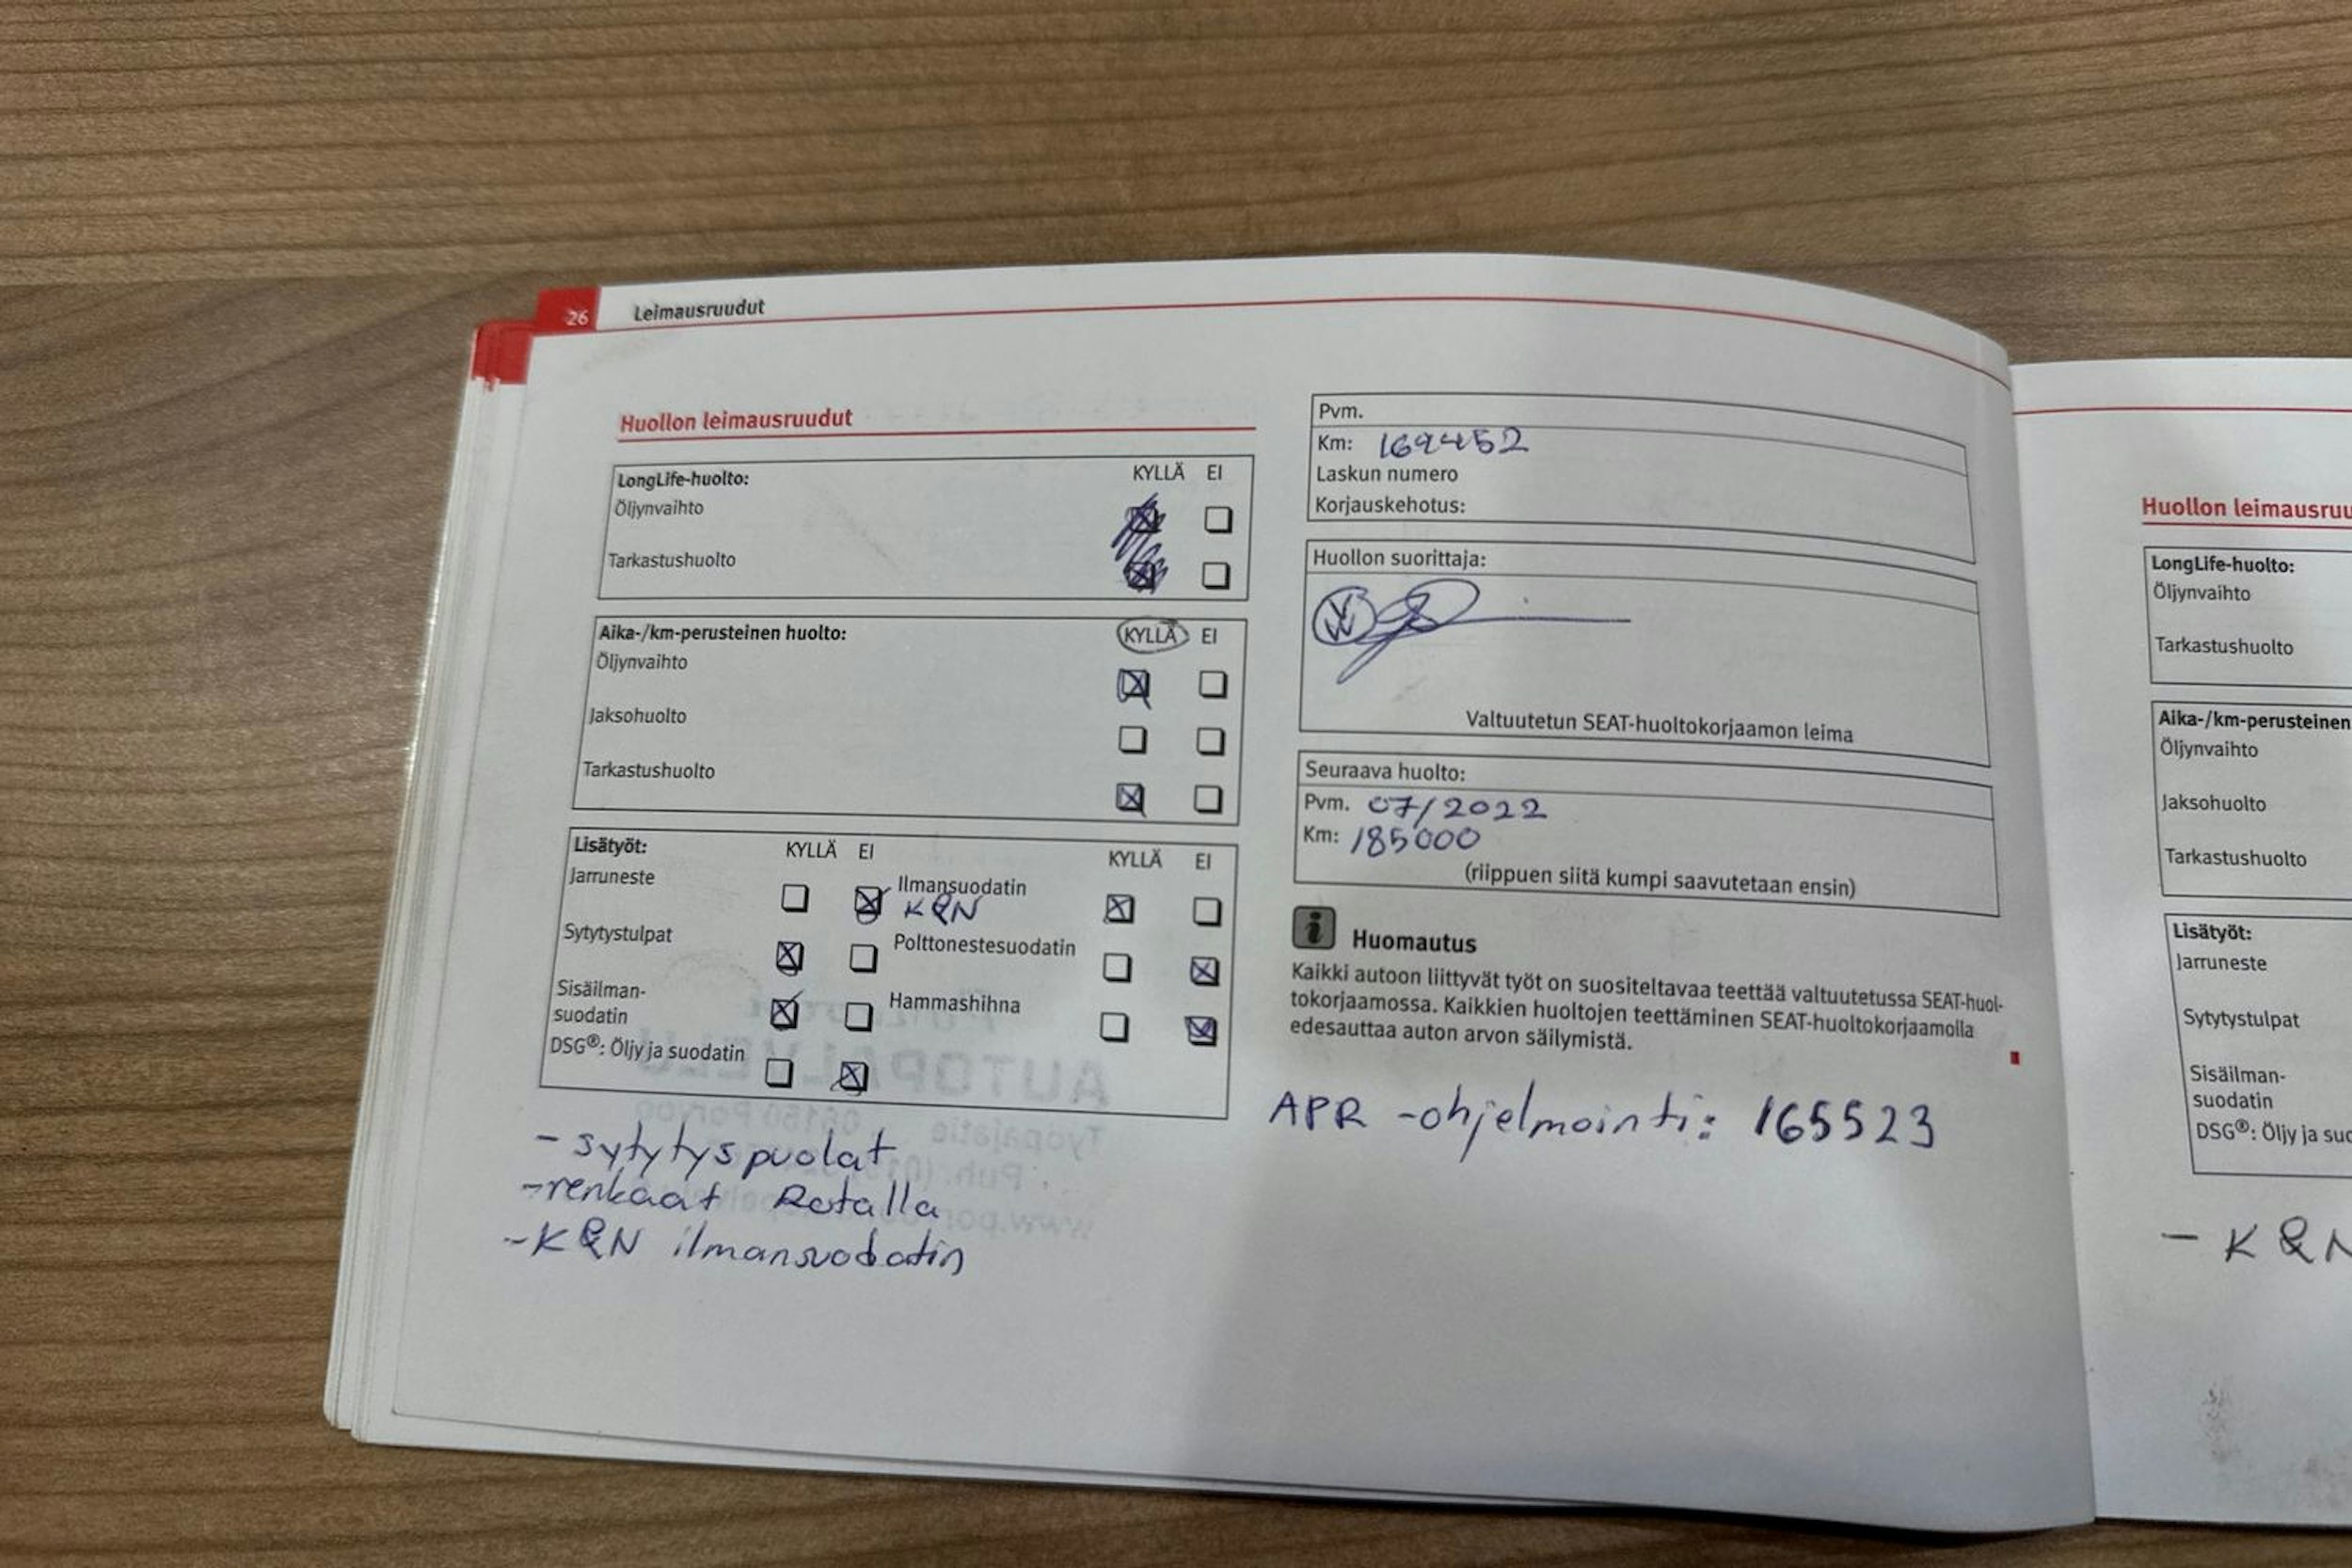 26 Leimausruudut
Huollon leimausruudut
LongLife-huolto: KYLLÄ EI
Öljynvaihto
Tarkastushuolto
Aika-/km-perusteinen huolto: KYLLÄ EI
Öljynvaihto
Jaksohuolto
Tarkastushuolto
Lisätyöt: KYLLÄ EI KYLLÄ EI
Jarruneste
Ilmansuodatin
K&N
Sytytystulpat
Polttonestesuodatin
Sisäilman-
suodatin
Hammashihna
DSG®: Öljy ja suodatin
- sytytyspuolat
- renkaat Rotalla
- K&N ilmansuodatin
Pvm.
Km: 169452
Laskun numero
Korjauskehotus:
Huollon suorittaja:
VW
Valtuutetun SEAT-huoltokorjaamon leima
Seuraava huolto:
Pvm. 07/2022
Km: 185000
(riippuen siitä kumpi saavutetaan ensin)
i Huomautus
Kaikki autoon liittyvät työt on suositeltavaa teettää valtuutetussa SEAT-huol-
tokorjaamossa. Kaikkien huoltojen teettäminen SEAT-huoltokorjaamolla
edesauttaa auton arvon säilymistä.
APR -ohjelmointi: 165523
Huollon leimausruu
LongLife-huolto:
Öljynvaihto
Tarkastushuolto
Aika-/km-perusteinen
Öljynvaihto
Jaksohuolto
Tarkastushuolto
Lisätyöt:
Jarruneste
Sytytystulpat
Sisäilman-
suodatin
DSG®: Öljy ja suo
- K&N